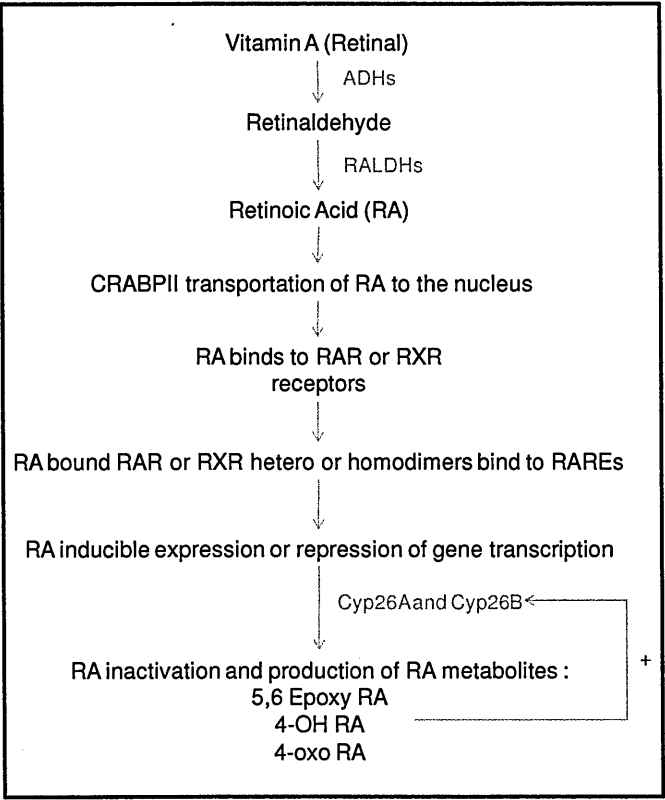 Vitamin A (Retinal)
ADHs
Retinaldehyde
RALDHs
Retinoic Acid (RA)
CRABPII transportation of RA to the nucleus
RA binds to RAR or RXR
receptors
RA bound RAR or RXR hetero or homodimers bind to RAREs
RA inducible expression or repression of gene transcription
Cyp26A and Cyp26B
+
RA inactivation and production of RA metabolites :
5,6 Epoxy RA
4-OH RA
4-oxo RA